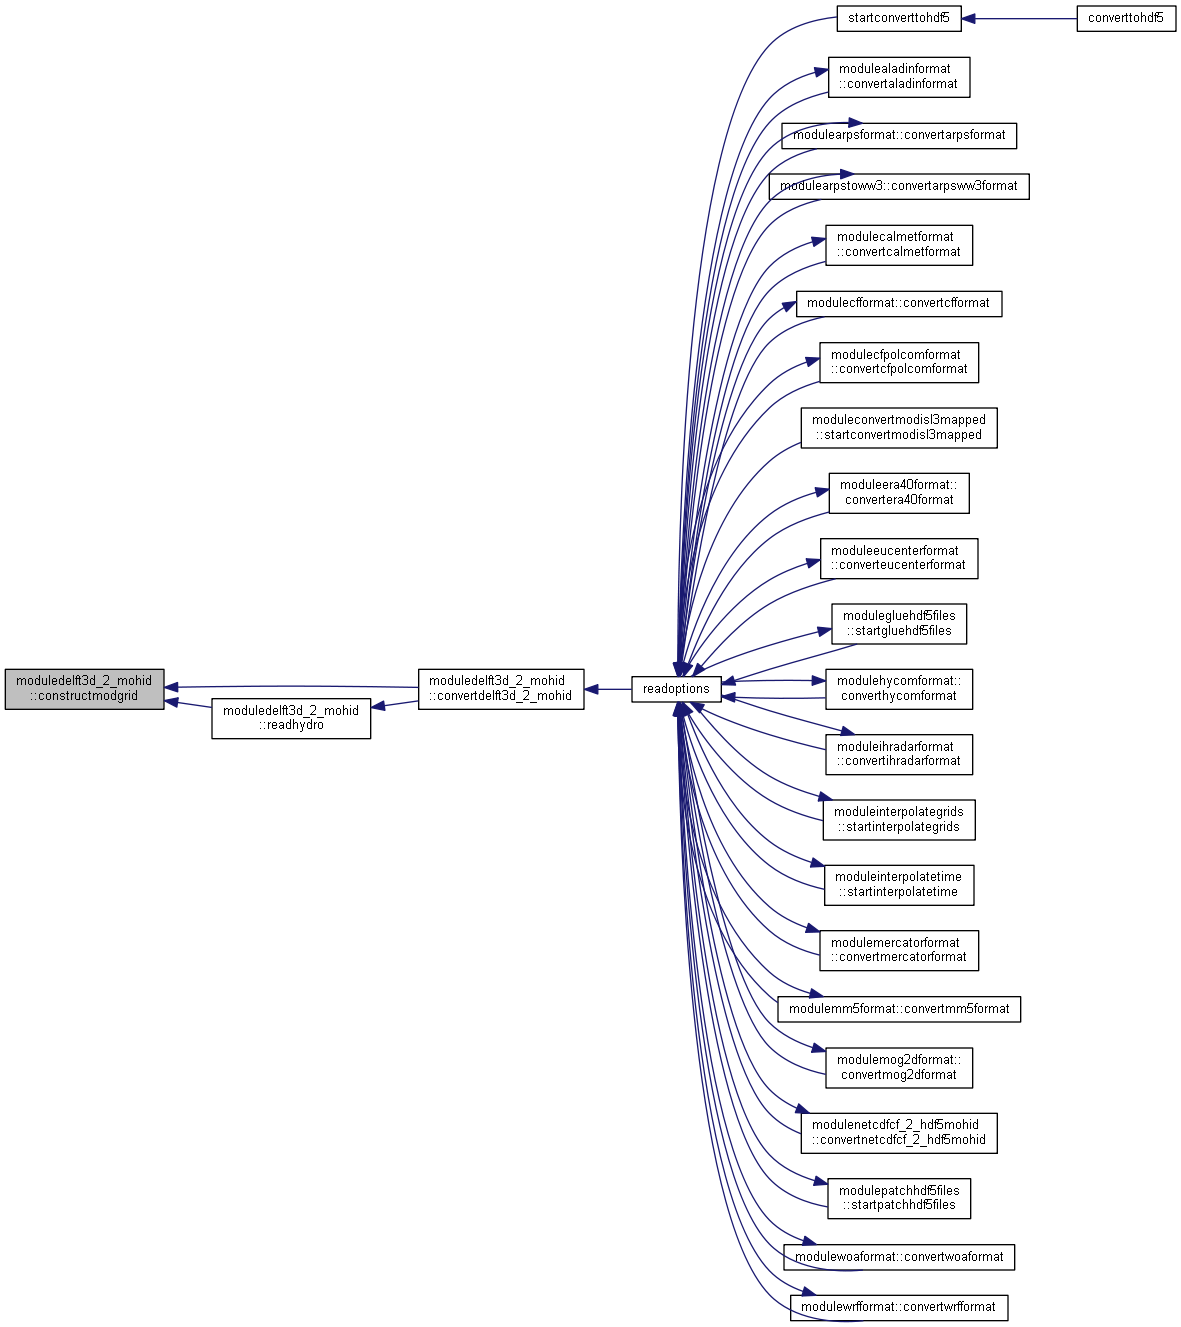 startconverttohdf5
converttohdf5
modulealadinformat
::convertaladinformat
modulearpsformat::convertarpsformat
modulearpstoww3::convertarpsww3format
modulecalmetformat
::convertcalmetformat
modulecfformat::convertcfformat
modulecfpolcomformat
::convertcfpolcomformat
moduleconvertmodisl3mapped
::startconvertmodisl3mapped
moduleera40format::
convertera40format
moduleeucenterformat
::converteucenterformat
modulegluehdf5files
::startgluehdf5files
moduledelft3d_2_mohid
::constructmodgrid
moduledelft3d_2_mohid
::readhydro
moduledelft3d_2_mohid
::convertdelft3d_2_mohid
readoptions
modulehycomformat::
converthycomformat
moduleihradarformat
::convertihradarformat
moduleinterpolategrids
::startinterpolategrids
moduleinterpolatetime
::startinterpolatetime
modulemercatorformat
::convertmercatorformat
modulemm5format::convertmm5format
modulemog2dformat::
convertmog2dformat
modulenetcdfcf_2_hdf5mohid
::convertnetcdfcf_2_hdf5mohid
modulepatchhdf5files
::startpatchhdf5files
modulewoaformat::convertwoaformat
modulewrfformat::convertwrfformat